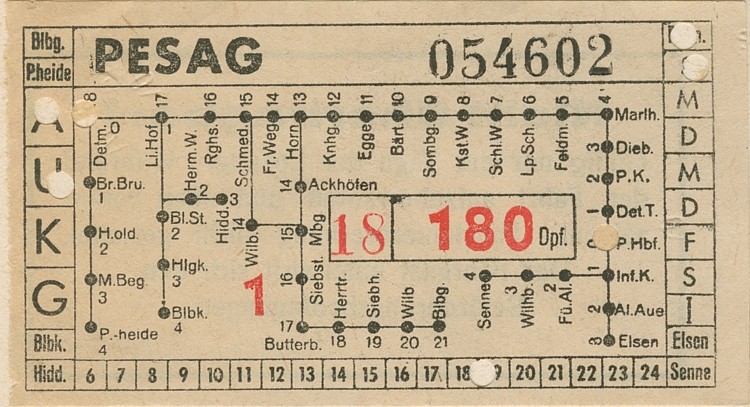 Blbg.
P.heide
PESAG
054602
A
U
K
G
Blbk.
Hidd.
18 17 16 15 14 13 12 11 10 9 8 7 6 5 4
Detm. 0
Li.Hof 1
Rghs.
Schmed.
Fr.Weg
Horn
Knhg.
Egge
Bärt.
Sombg.
Kst.W
Schl.W
Lp.Sch.
Feldm.
Marlh.
3 Dieb.
2 P.K.
1 Det.T.
0 P.Hbf.
1 Inf.K.
2 Al.Aue
3 Elsen
Herrn.W.
2 3
Hidd.
Br.Bru.
1
H.old.
2
M.Beg.
3
P.-heide
4
Bl.St.
2
Hlgk.
3
Blbk.
4
14
Wilb.
14 Ackhöfen
15
Mbg
16
Siebst.
17
Butterb.
Herrtr.
18
Siebh.
19
Wilb
20
Blbg.
21
Senne 4
Wilhb. 3
Fü.Al. 2
18 180 Dpf.
1
M
D
M
D
F
S
I
Elsen
6 7 8 9 10 11 12 13 14 15 16 17 18 20 21 22 23 24
Senne